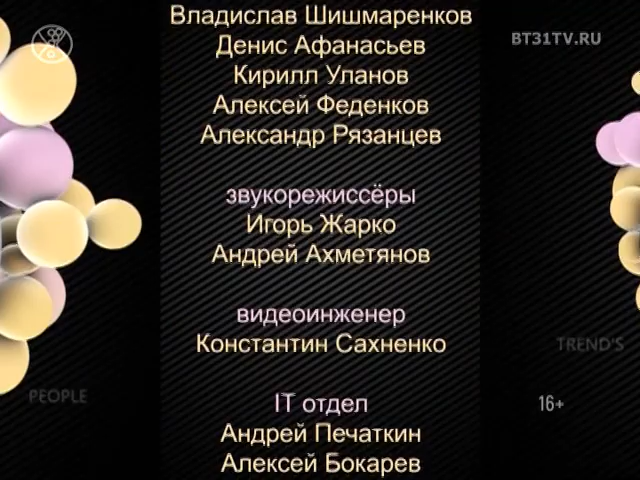 Владислав Шишмаренков
BT31TV.RU
Денис Афанасьев
Кирилл Уланов
Алексей Феденков
Александр Рязанцев
звукорежиссёры
Игорь Жарко
Андрей Ахметянов
видеоинженер
Константин Сахненко
TREND'S
PEOPLE
IT отдел
16+
Андрей Печаткин
Алексей Бокарев